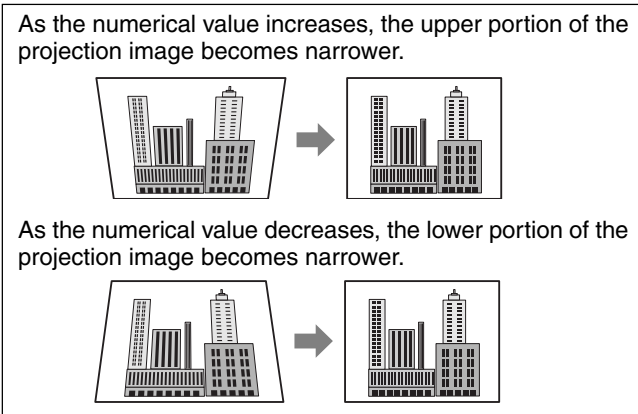 As the numerical value increases, the upper portion of the
projection image becomes narrower.
As the numerical value decreases, the lower portion of the
projection image becomes narrower.